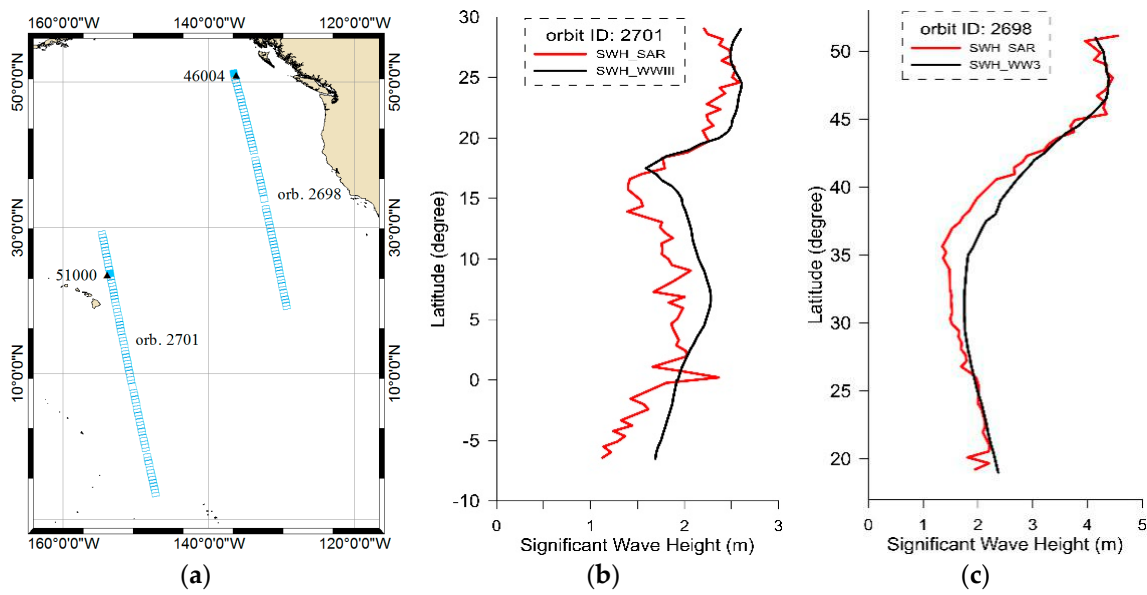 160°0'0"W
140°0'0"W
120°0'0"W
50°0'0"N
30°0'0"N
10°0'0"N
46004
orb. 2698
51000
orb. 2701
50°0'0"N
30°0'0"N
10°0'0"N
160°0'0"W
140°0'0"W
120°0'0"W
(a)
orbit ID: 2701
SWH_SAR
SWH_WWIII
Latitude (degree)
30
25
20
15
10
5
0
-5
-10
0
1
2
3
Significant Wave Height (m)
(b)
orbit ID: 2698
SWH_SAR
SWH_WW3
Latitude (degree)
50
45
40
35
30
25
20
0
1
2
3
4
5
Significant Wave Height (m)
(c)